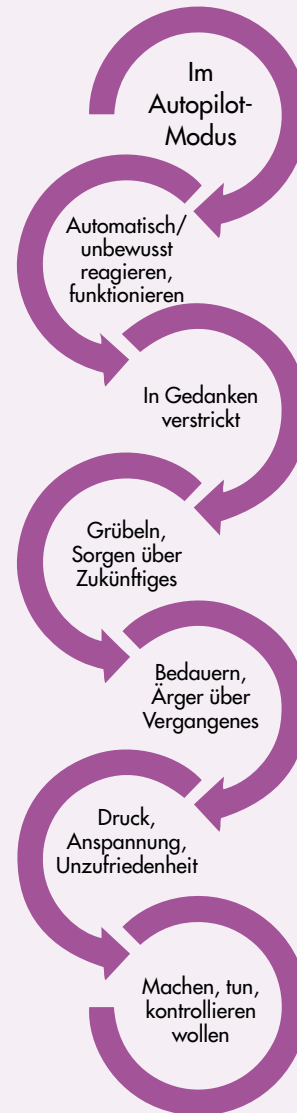 Im
Autopilot-
Modus
Automatisch/
unbewusst
reagieren,
funktionieren
In Gedanken
verstrickt
Grübeln,
Sorgen über
Zukünftiges
Bedauern,
Ärger über
Vergangenes
Druck,
Anspannung,
Unzufriedenheit
Machen, tun,
kontrollieren
wollen